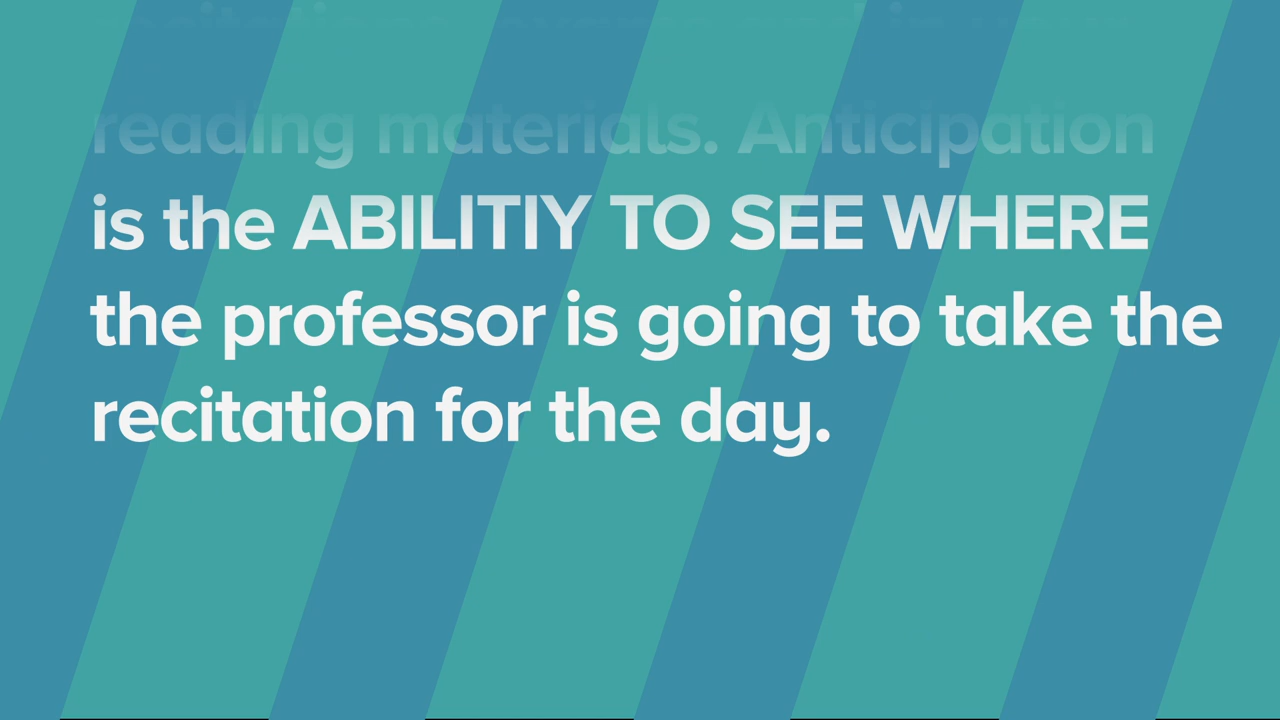 reading materials. Anticipation
is the ABILITIY TO SEE WHERE
the professor is going to take the
recitation for the day.